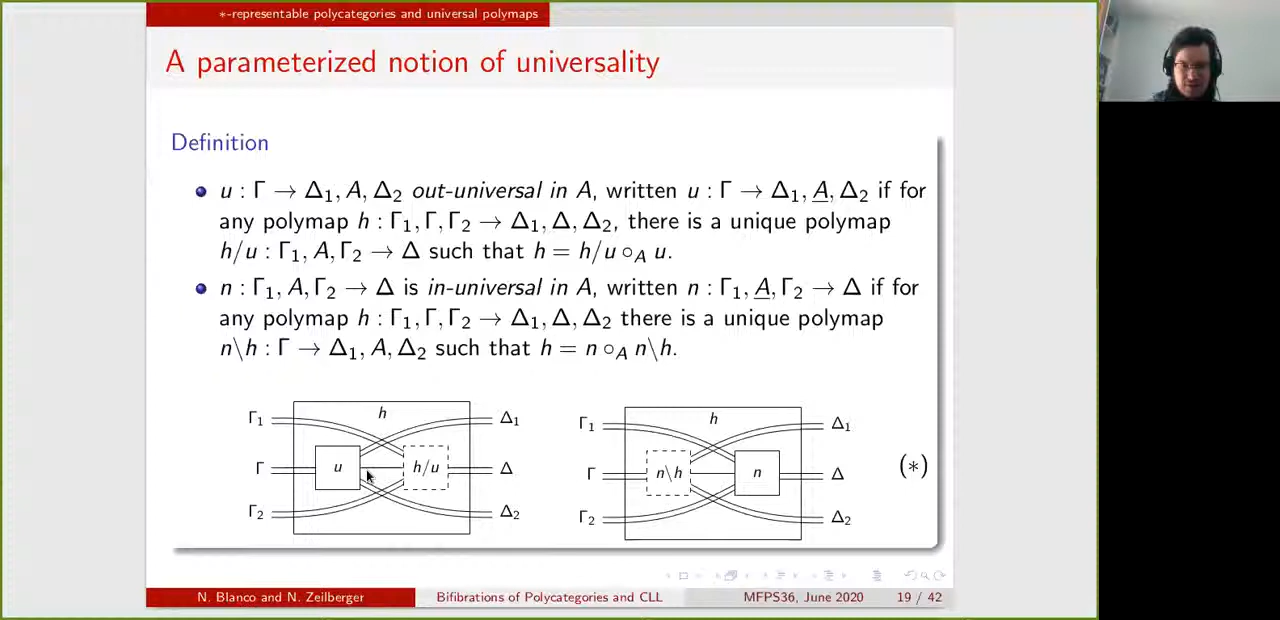 *-representable polycategories and universal polymaps
A parameterized notion of universality
Definition
u : Γ → Δ₁, A, Δ₂ out-universal in A, written u : Γ → Δ₁, A̲, Δ₂ if for
any polymap h : Γ₁, Γ, Γ₂ → Δ₁, Δ, Δ₂, there is a unique polymap
h/u : Γ₁, A, Γ₂ → Δ such that h = h/u ∘_A u.
n : Γ₁, A, Γ₂ → Δ is in-universal in A, written n : Γ₁, A̲, Γ₂ → Δ if for
any polymap h : Γ₁, Γ, Γ₂ → Δ₁, Δ, Δ₂ there is a unique polymap
n\h : Γ → Δ₁, A, Δ₂ such that h = n ∘_A n\h.
Γ₁ h Δ₁
Γ u h/u Δ
Γ₂ Δ₂
Γ₁ h Δ₁
Γ n\h n Δ
Γ₂ Δ₂
(*)
N. Blanco and N. Zeilberger Bifibrations of Polycategories and CLL MFPS36, June 2020 19 / 42